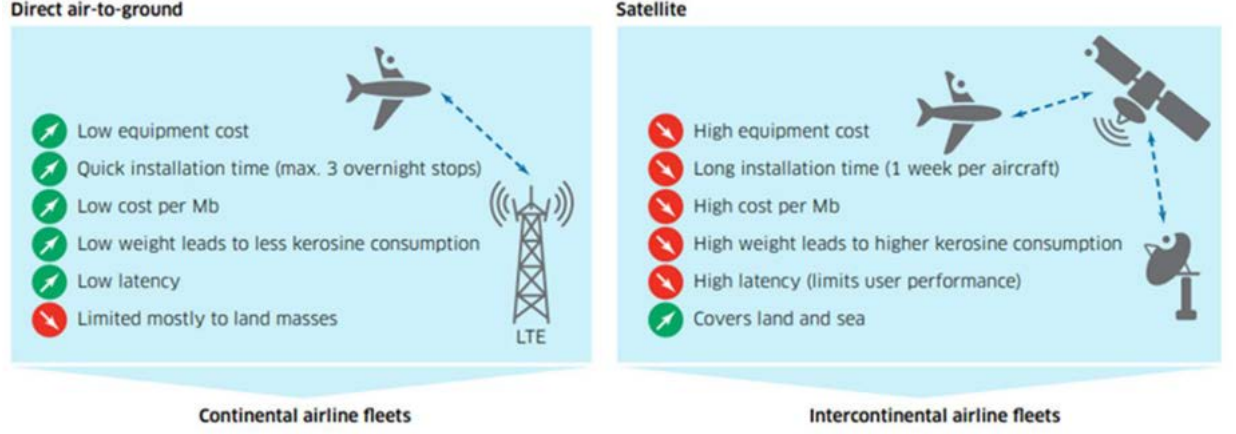 Direct air-to-ground
Low equipment cost
Quick installation time (max. 3 overnight stops)
Low cost per Mb
Low weight leads to less kerosine consumption
Low latency
Limited mostly to land masses
LTE
Continental airline fleets
Satellite
High equipment cost
Long installation time (1 week per aircraft)
High cost per Mb
High weight leads to higher kerosine consumption
High latency (limits user performance)
Covers land and sea
Intercontinental airline fleets